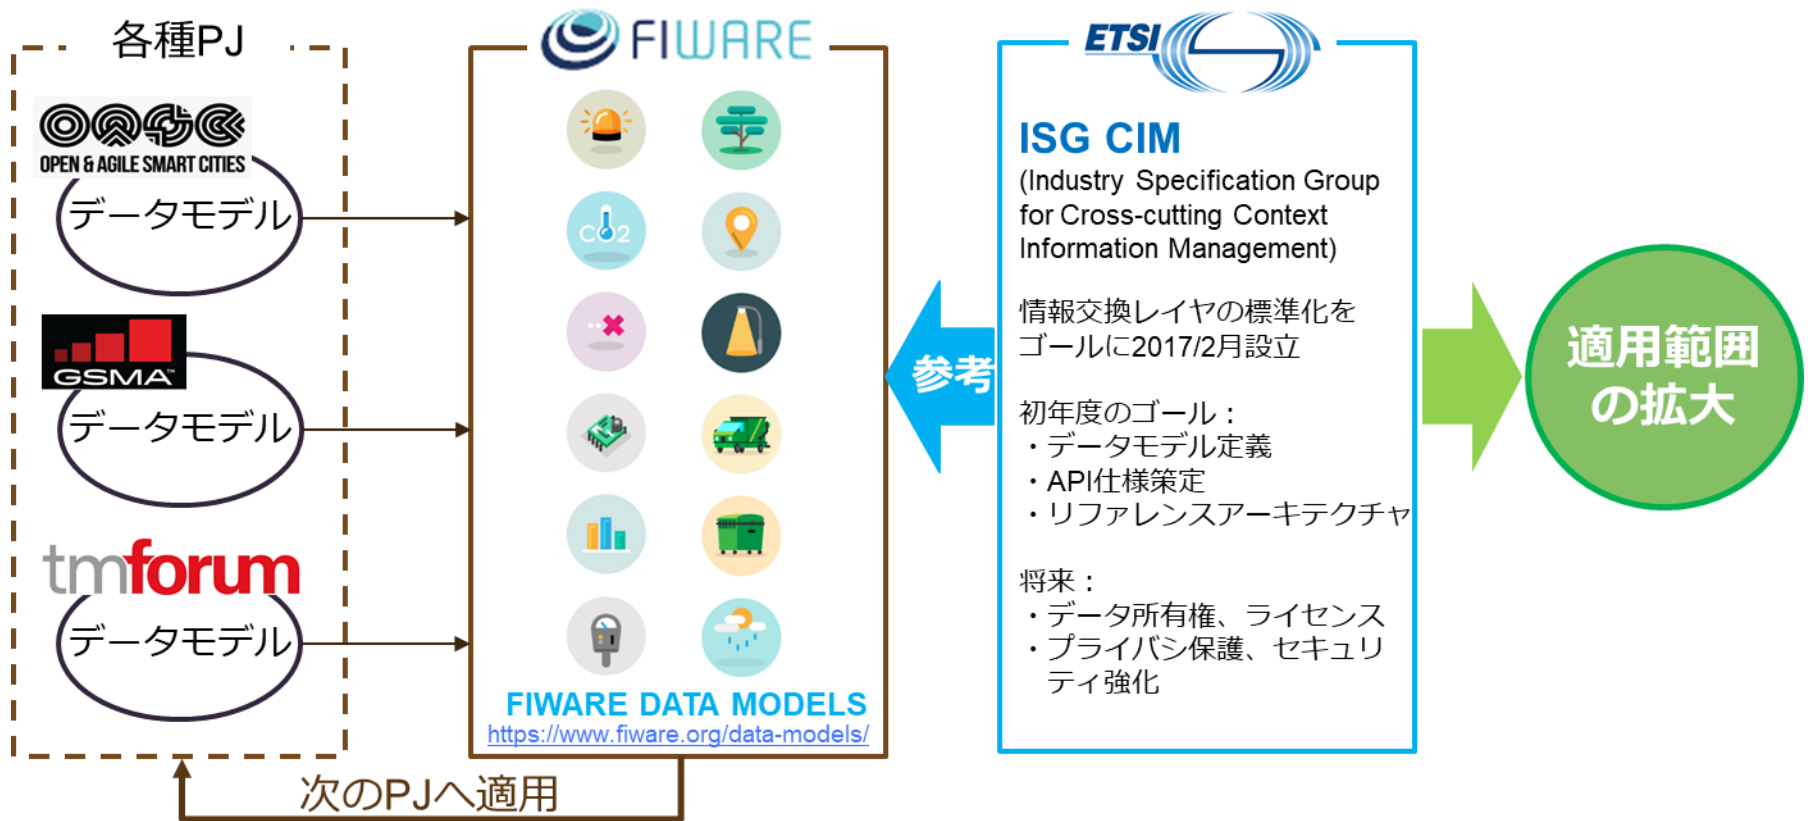 各種PJ
OASC
OPEN & AGILE SMART CITIES
データモデル
GSMA™
データモデル
tmforum
データモデル
FIWARE
CO2
FIWARE DATA MODELS
https://www.fiware.org/data-models/
次のPJへ適用
参考
ETSI
ISG CIM
(Industry Specification Group
for Cross-cutting Context
Information Management)
情報交換レイヤの標準化を
ゴールに2017/2月設立
初年度のゴール：
・データモデル定義
・API仕様策定
・リファレンスアーキテクチャ
将来：
・データ所有権、ライセンス
・プライバシ保護、セキュリ
ティ強化
適用範囲
の拡大